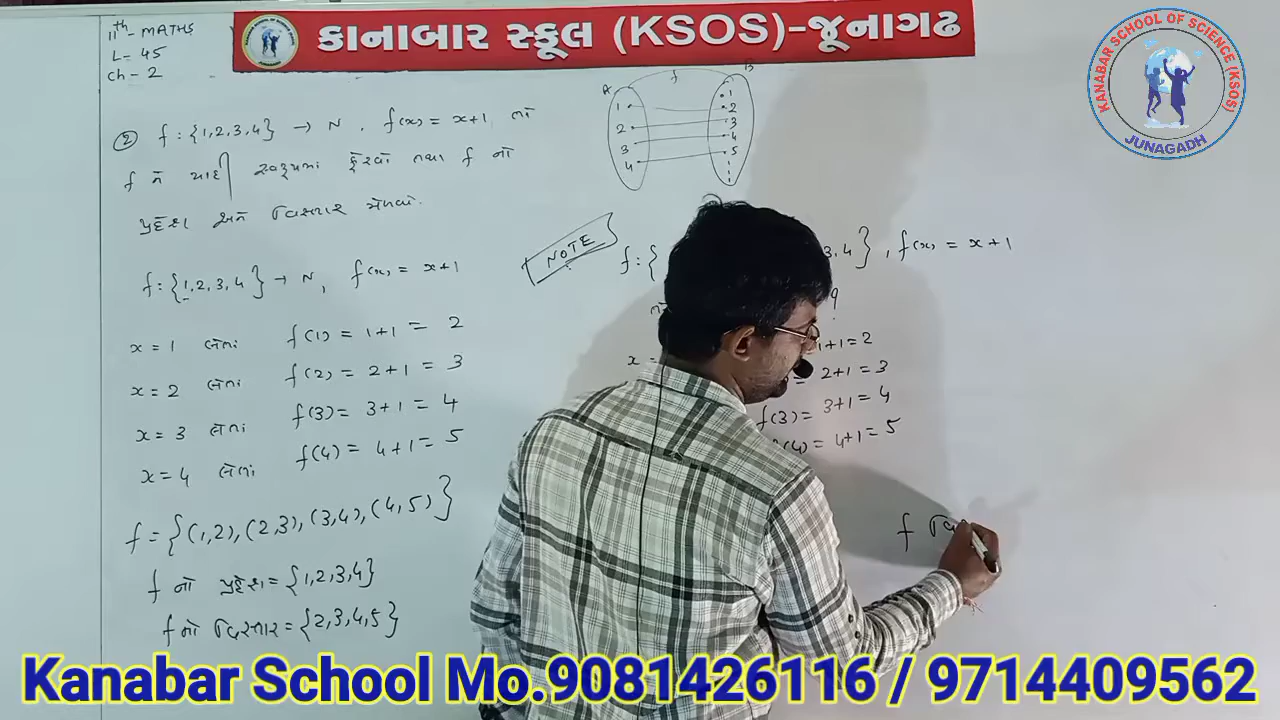 11th - MATHS
L - 45
ch - 2
કાનાબાર સ્કૂલ (KSOS)-જૂનાગઢ
KANABAR SCHOOL OF SCIENCE (KSOS)
JUNAGADH
② f : {1,2,3,4} → N , f(x) = x+1 તો
f ને યાદી સ્વરૂપમાં ફેરવો તથા f નો
પ્રદેશ અને વિસ્તાર મેળવો.
f : {1,2,3,4} → N , f(x) = x+1
x = 1 લેતાં f(1) = 1+1 = 2
x = 2 લેતાં f(2) = 2+1 = 3
x = 3 લેતાં f(3) = 3+1 = 4
x = 4 લેતાં f(4) = 4+1 = 5
f = {(1,2), (2,3), (3,4), (4,5)}
f નો પ્રદેશ = {1,2,3,4}
f નો વિસ્તાર = {2,3,4,5}
A f B
1 1
2 2
3 3
4 4
5
NOTE
f : { 3,4} , f(x) = x+1
તો ?
x = 1+1 = 2
= 2+1 = 3
f(3) = 3+1 = 4
f(4) = 4+1 = 5
f
Kanabar School Mo.9081426116 / 9714409562